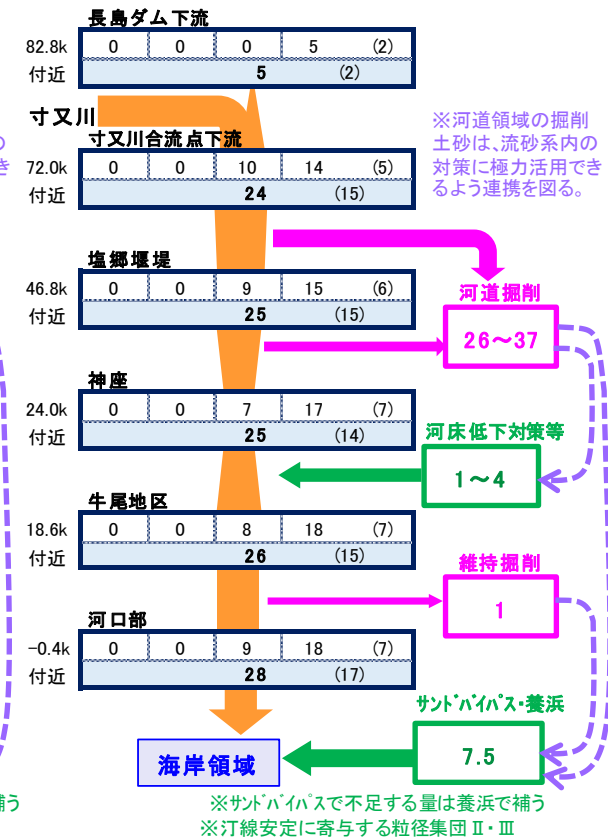 長島ダム下流
82.8k
付近
0 0 0 5 (2)
5 (2)
寸又川
寸又川合流点下流
72.0k
付近
0 0 10 14 (5)
24 (15)
※河道領域の掘削
土砂は、流砂系内の
対策に極力活用でき
るよう連携を図る。
の
き
塩郷堰堤
46.8k
付近
0 0 9 15 (6)
25 (15)
河道掘削
26～37
神座
24.0k
付近
0 0 7 17 (7)
25 (14)
河床低下対策等
1～4
牛尾地区
18.6k
付近
0 0 8 18 (7)
26 (15)
維持掘削
1
河口部
-0.4k
付近
0 0 9 18 (7)
28 (17)
サンドバイパス・養浜
7.5
海岸領域
補う
※サンドバイパスで不足する量は養浜で補う
※汀線安定に寄与する粒径集団Ⅱ・Ⅲ